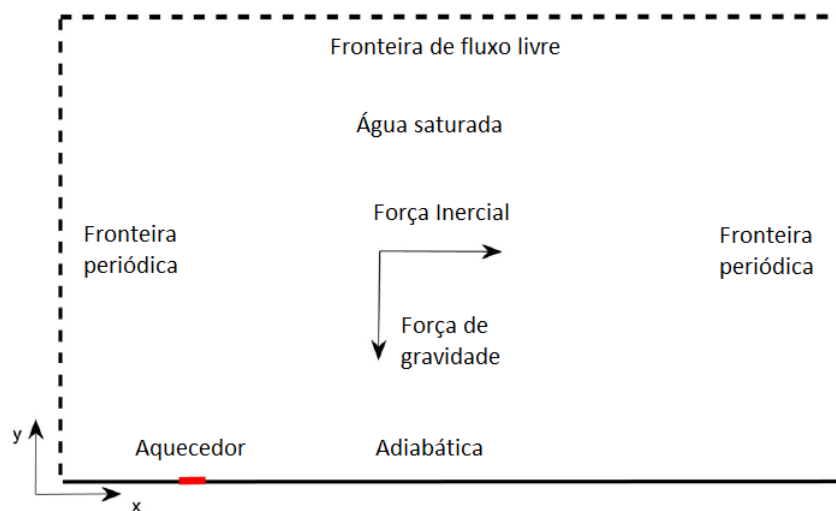 Fronteira de fluxo livre
Água saturada
Força Inercial
Fronteira
periódica
Fronteira
periódica
Força de
gravidade
y
Aquecedor
Adiabática
x